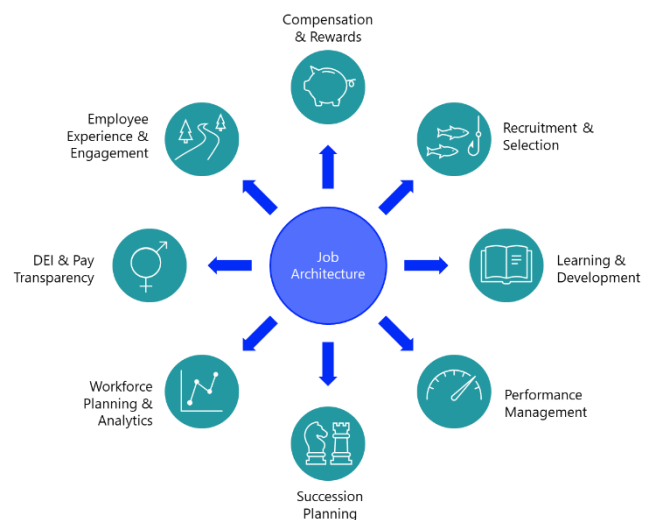 Compensation
& Rewards
Employee
Experience &
Engagement
Recruitment &
Selection
DEI & Pay
Transparency
Job
Architecture
Learning &
Development
Workforce
Planning &
Analytics
Performance
Management
Succession
Planning